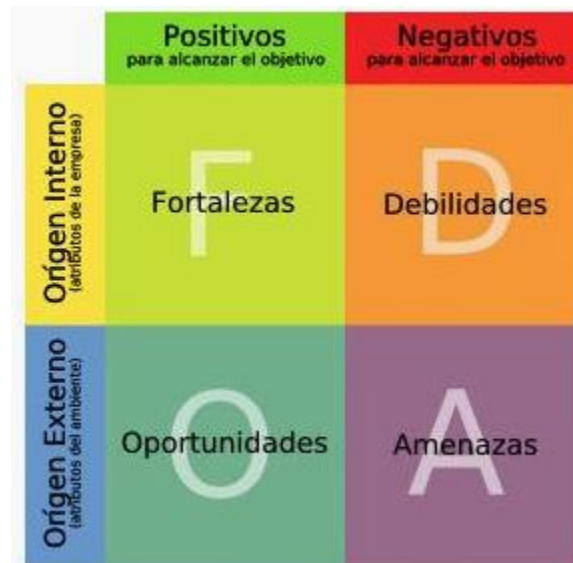 Positivos
para alcanzar el objetivo
Negativos
para alcanzar el objetivo
Orígen Interno
(atributos de la empresa)
F
Fortalezas
D
Debilidades
Orígen Externo
(atributos del ambiente)
O
Oportunidades
A
Amenazas